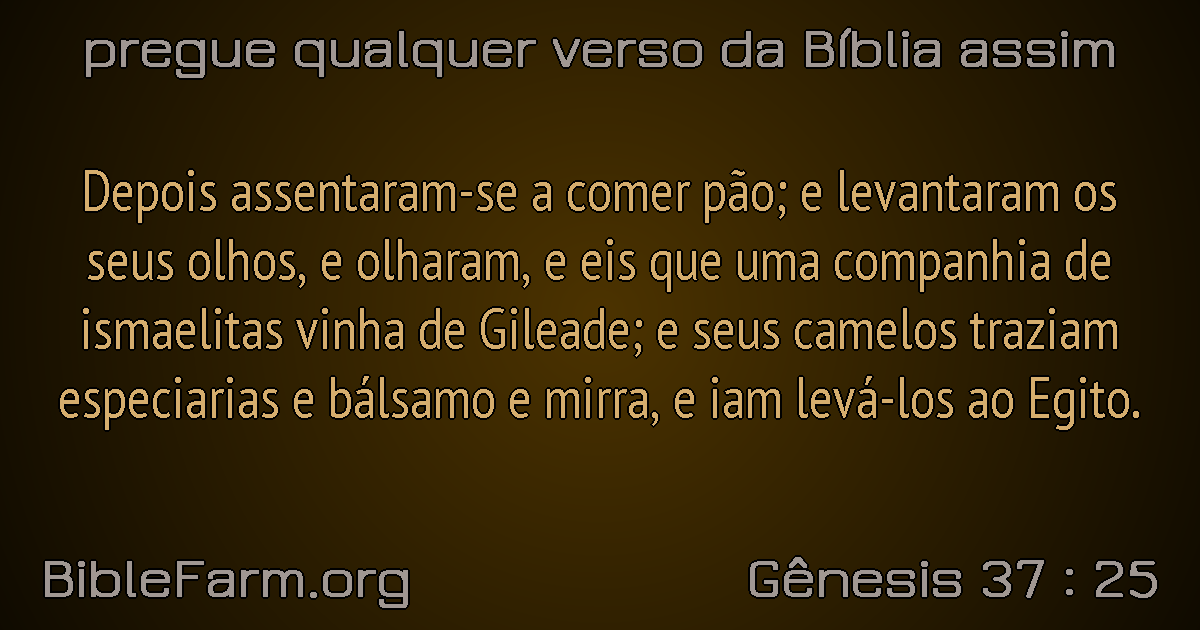 pregue qualquer verso da Bíblia assim
Depois assentaram-se a comer pão; e levantaram os
seus olhos, e olharam, e eis que uma companhia de
ismaelitas vinha de Gileade; e seus camelos traziam
especiarias e bálsamo e mirra, e iam levá-los ao Egito.
BibleFarm.org
Gênesis 37 : 25